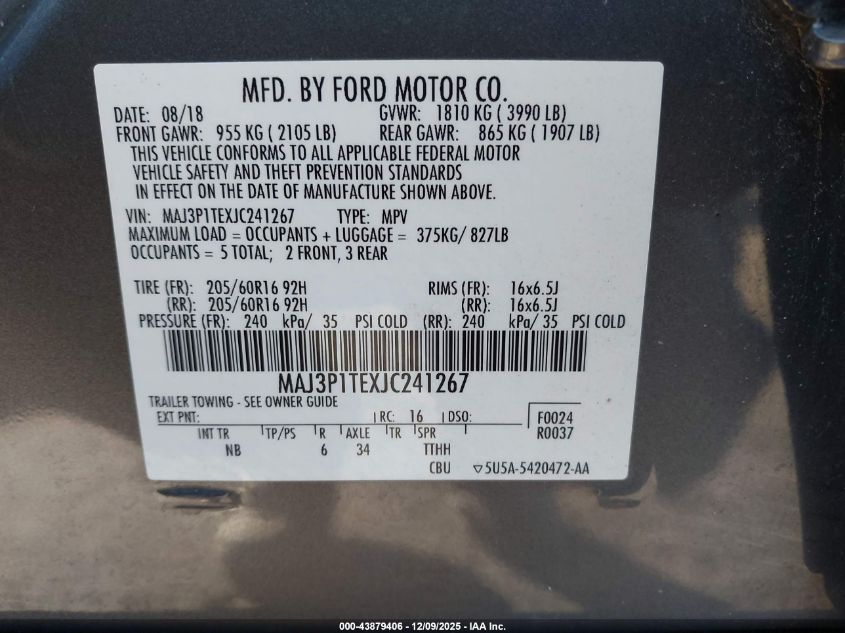 MFD. BY FORD MOTOR CO.
DATE: 08/18 GVWR: 1810 KG ( 3990 LB)
FRONT GAWR: 955 KG ( 2105 LB) REAR GAWR: 865 KG ( 1907 LB)
THIS VEHICLE CONFORMS TO ALL APPLICABLE FEDERAL MOTOR
VEHICLE SAFETY AND THEFT PREVENTION STANDARDS
IN EFFECT ON THE DATE OF MANUFACTURE SHOWN ABOVE.
VIN: MAJ3P1TEXJC241267 TYPE: MPV
MAXIMUM LOAD = OCCUPANTS + LUGGAGE = 375KG/ 827LB
OCCUPANTS = 5 TOTAL; 2 FRONT, 3 REAR
TIRE (FR): 205/60R16 92H RIMS (FR): 16x6.5J
(RR): 205/60R16 92H (RR): 16x6.5J
PRESSURE (FR): 240 kPa/ 35 PSI COLD (RR): 240 kPa/ 35 PSI COLD
MAJ3P1TEXJC241267
TRAILER TOWING - SEE OWNER GUIDE
EXT PNT: RC: 16 DSO: F0024
R0037
INT TR TP/PS R AXLE TR SPR
NB 6 34 TTHH
CBU ▽5U5A-5420472-AA
000-43879406 - 12/09/2025 - IAA Inc.